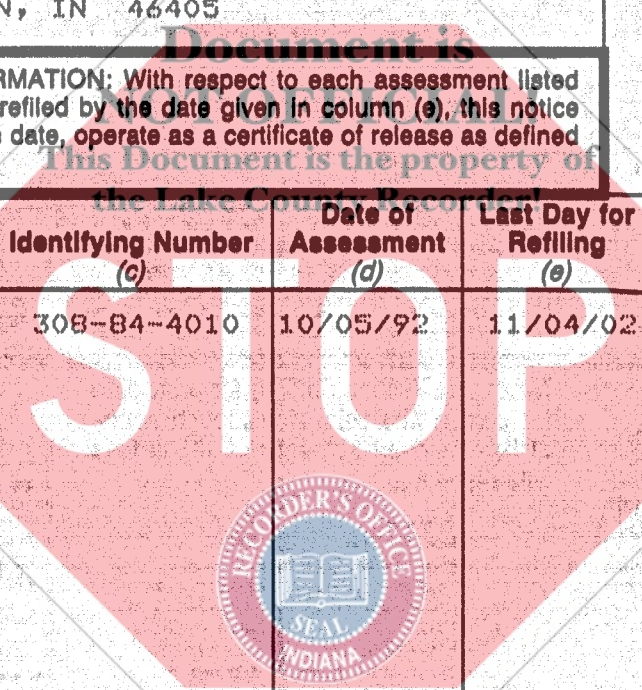 N, IN 46405
Document is
RMATION: With respect to each assessment listed
NOT OFFICIAL!
refiled by the date given in column (e), this notice
date, operate as a certificate of release as defined
This Document is the property of
the Lake County Recorder!
Identifying Number
(c)
Date of
Assessment
(d)
Last Day for
Refiling
(e)
308-84-4010 10/05/92 11/04/02
STOP
RECORDER'S OFFICE
SEAL
INDIANA